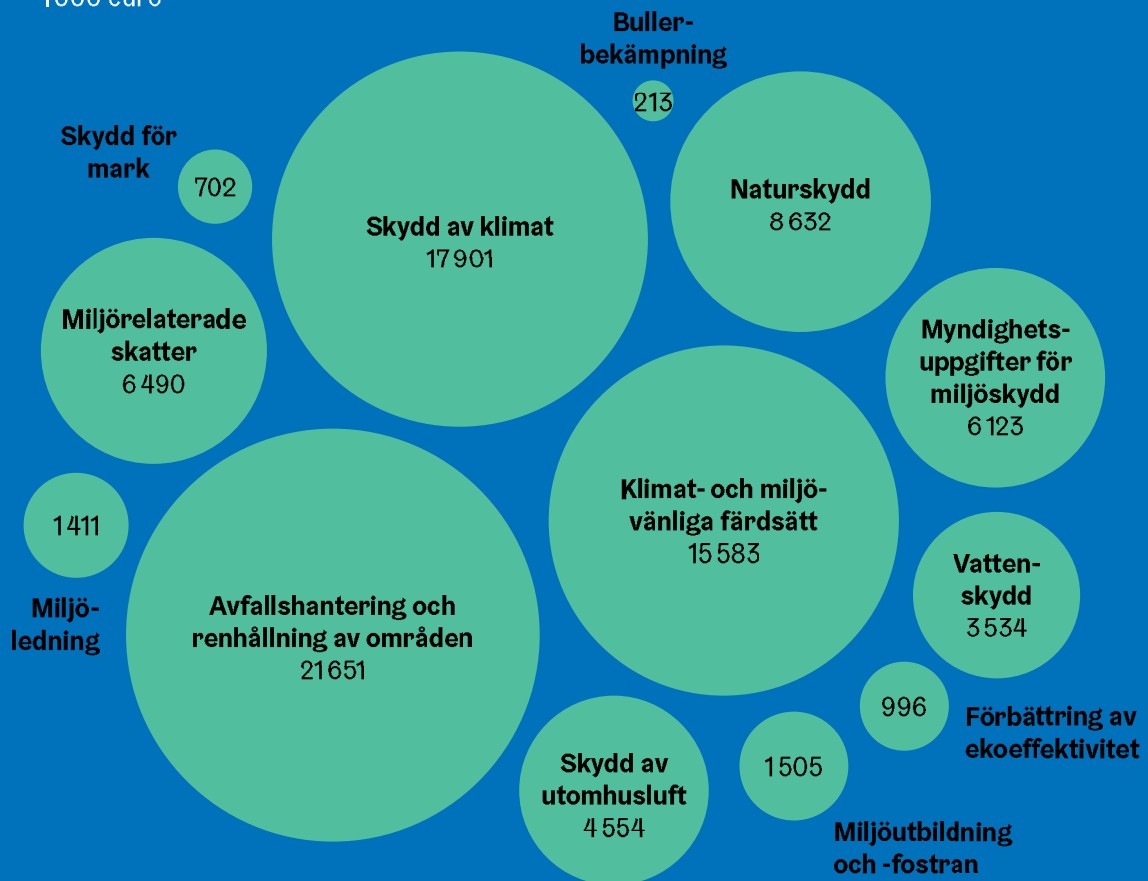 1000 euro
Buller-
bekämpning
213
Skydd för
mark
702
Skydd av klimat
17 901
Naturskydd
8 632
Miljörelaterade
skatter
6 490
Myndighets-
uppgifter för
miljöskydd
6 123
Klimat- och miljö-
vänliga färdsätt
15 583
1 411
Miljö-
ledning
Avfallshantering och
renhållning av områden
21 651
Vatten-
skydd
3 534
996
Förbättring av
ekoeffektivitet
Skydd av
utomhusluft
4 554
1 505
Miljöutbildning
och -fostran